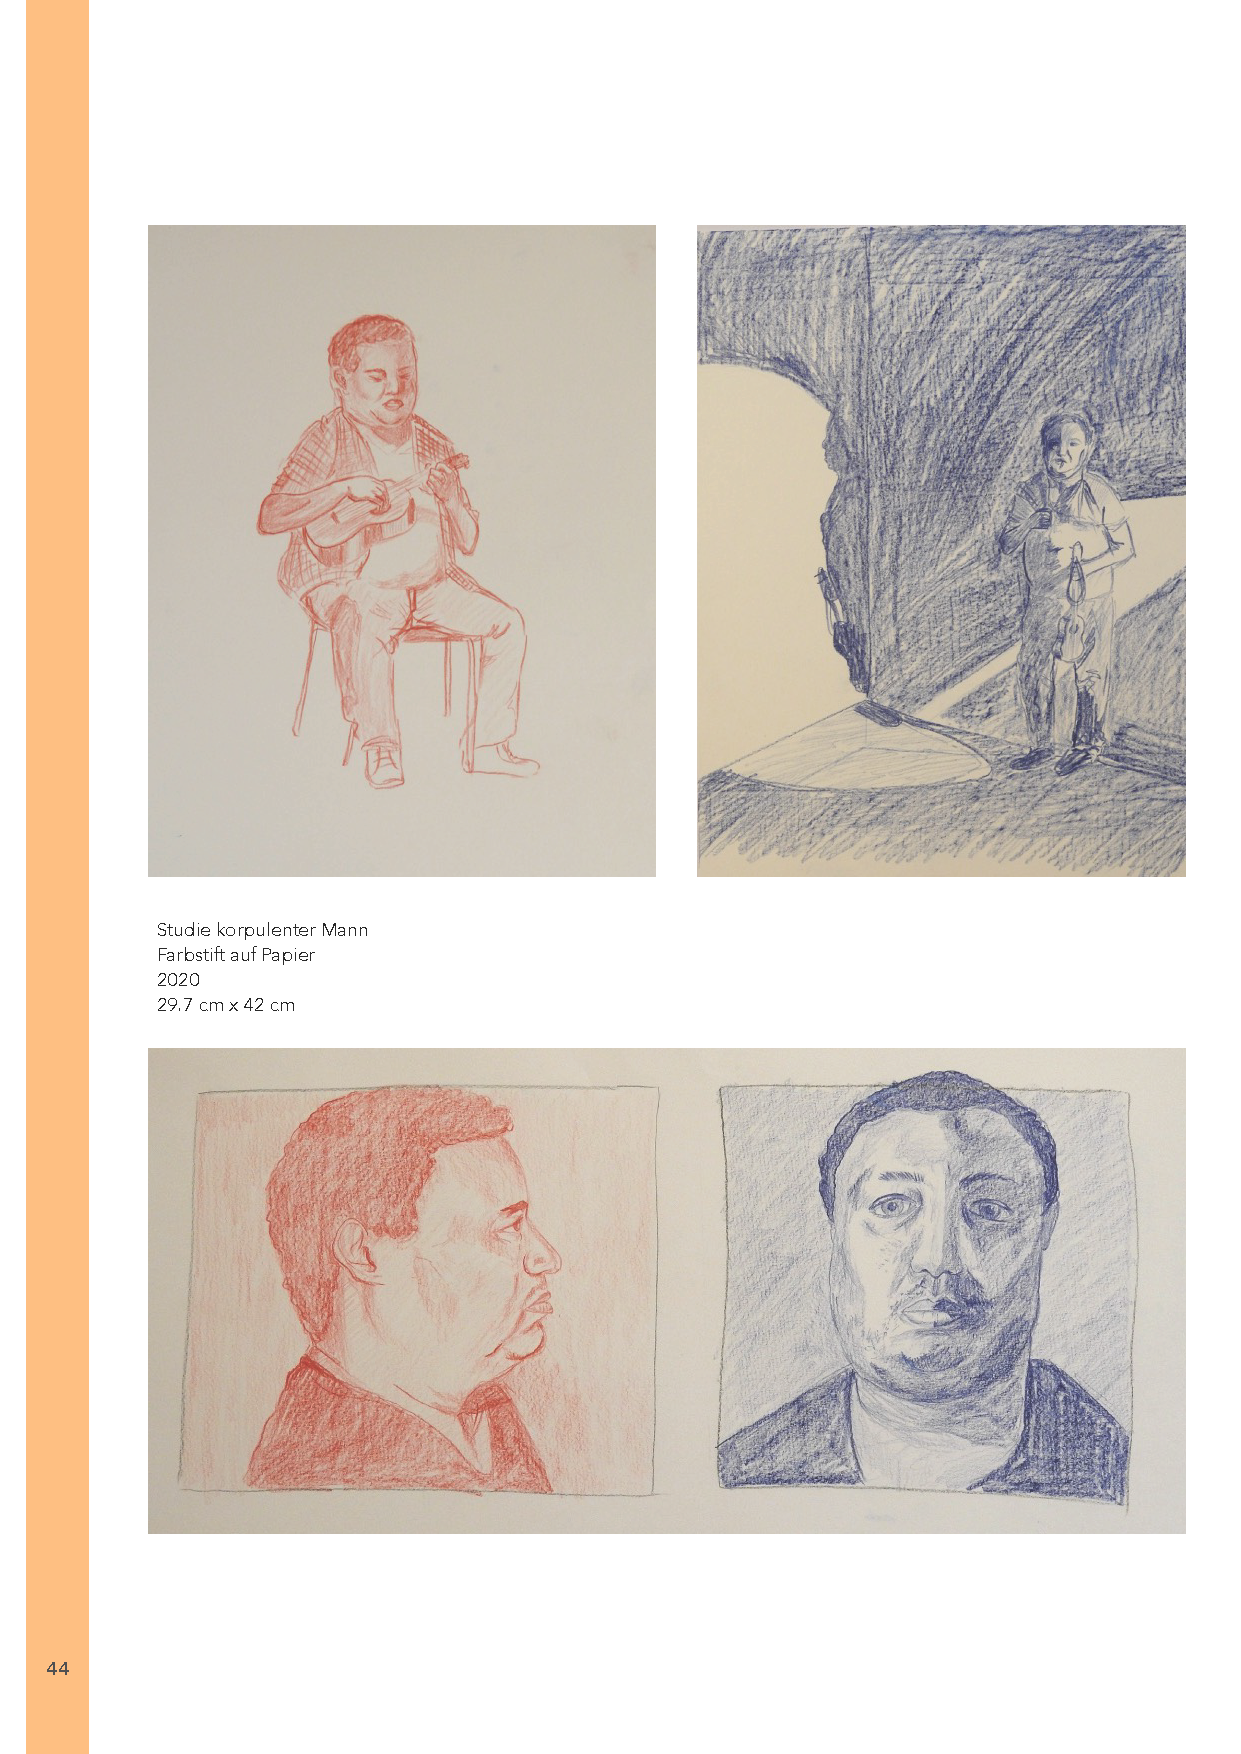 Studie korpulenter Mann
Farbstift auf Papier
2020
29.7 cm x 42 cm
44